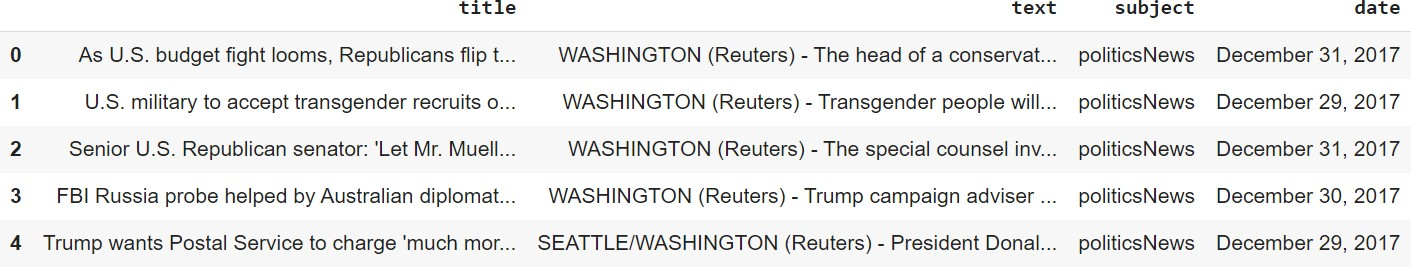 title text subject date
0 As U.S. budget fight looms, Republicans flip t... WASHINGTON (Reuters) - The head of a conservat... politicsNews December 31, 2017
1 U.S. military to accept transgender recruits o... WASHINGTON (Reuters) - Transgender people will... politicsNews December 29, 2017
2 Senior U.S. Republican senator: 'Let Mr. Muell... WASHINGTON (Reuters) - The special counsel inv... politicsNews December 31, 2017
3 FBI Russia probe helped by Australian diplomat... WASHINGTON (Reuters) - Trump campaign adviser ... politicsNews December 30, 2017
4 Trump wants Postal Service to charge 'much mor... SEATTLE/WASHINGTON (Reuters) - President Donal... politicsNews December 29, 2017